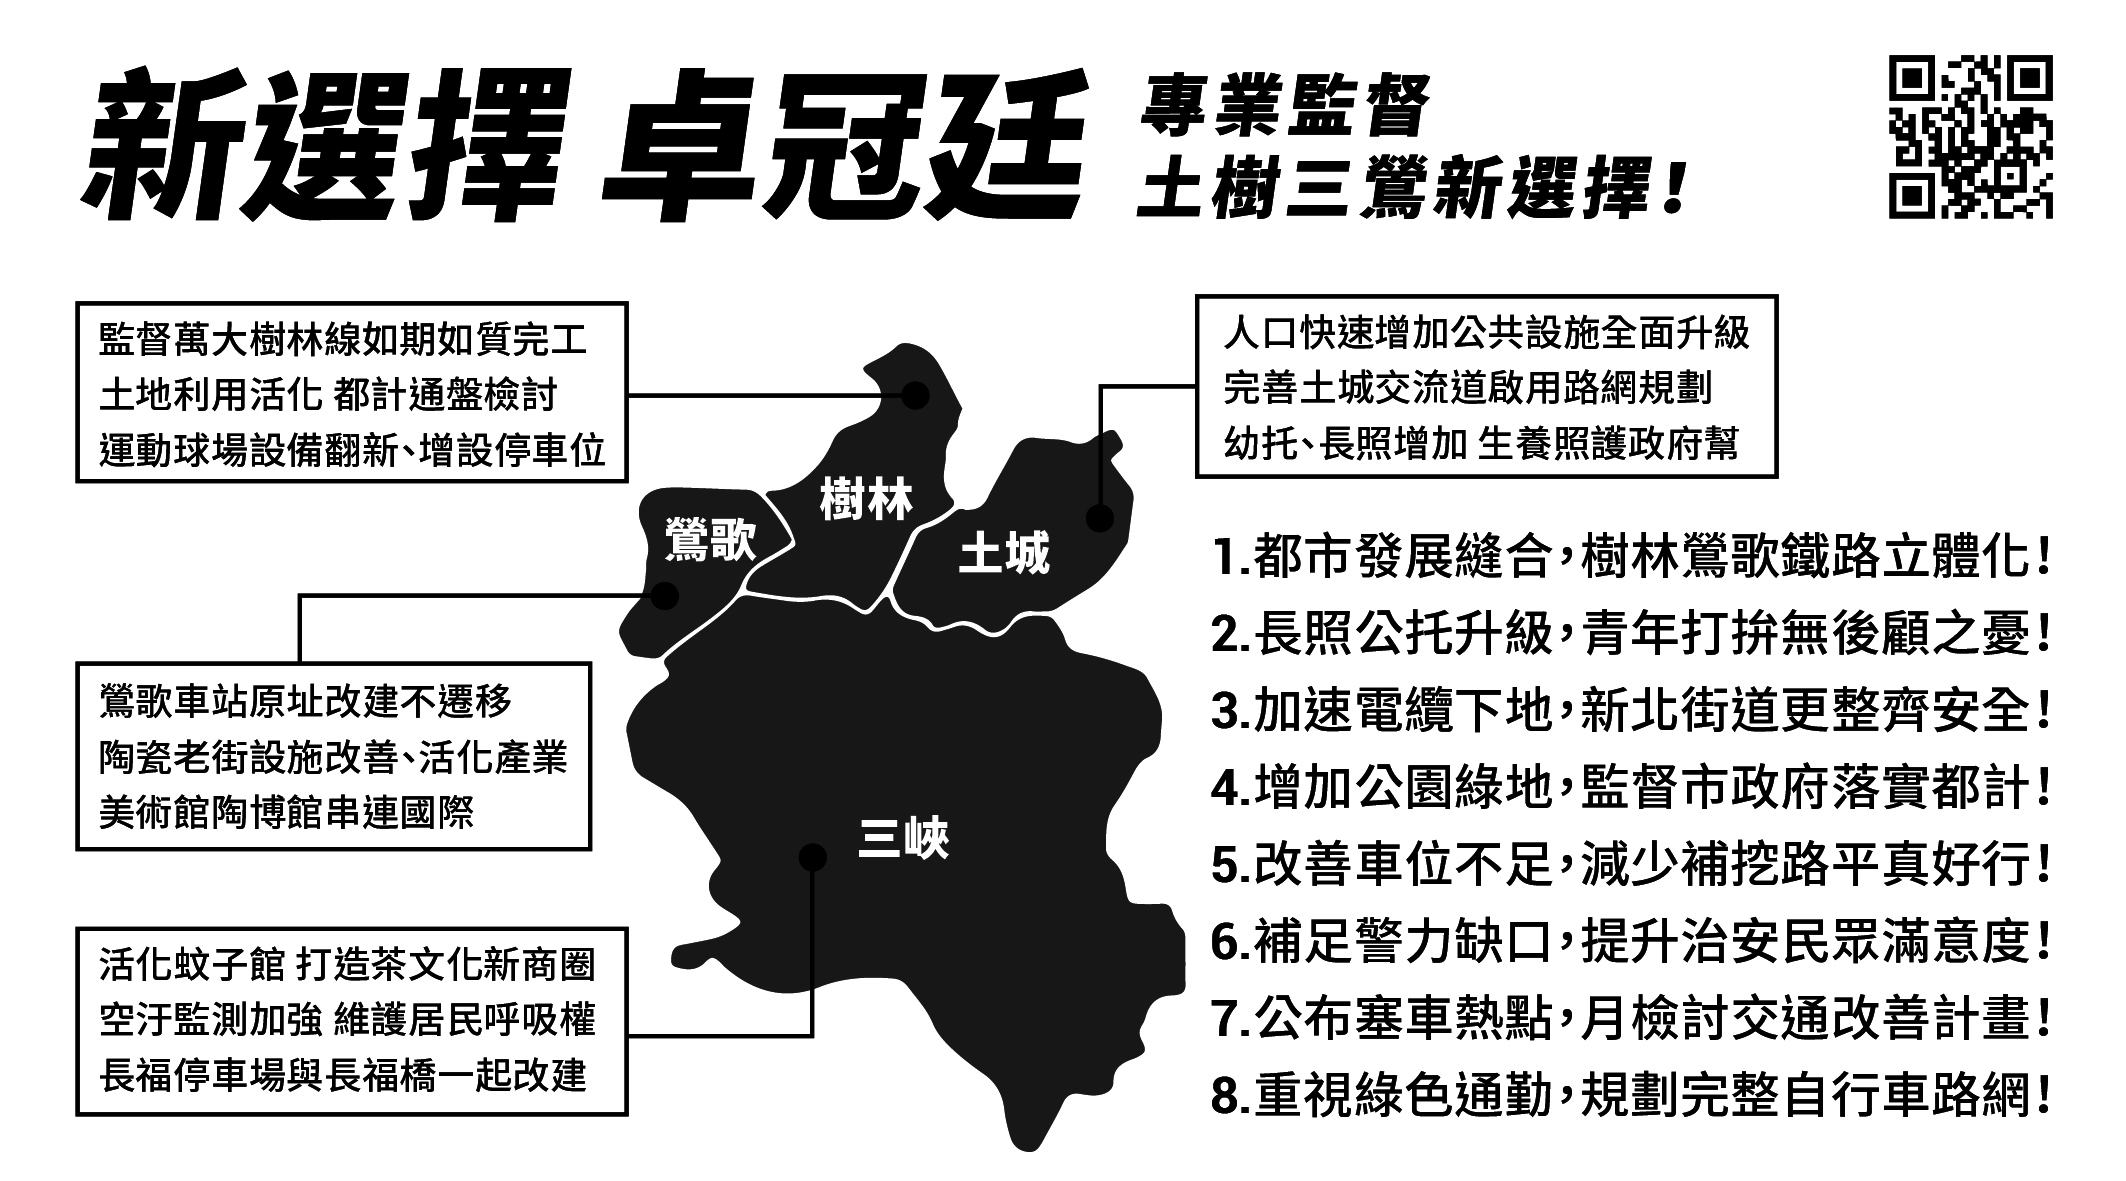 新選擇 卓冠廷
專業監督
土樹三鶯新選擇！
監督萬大樹林線如期如質完工
土地利用活化 都計通盤檢討
運動球場設備翻新、增設停車位
人口快速增加公共設施全面升級
完善土城交流道啟用路網規劃
幼托、長照增加 生養照護政府幫
樹林
鶯歌
土城
三峽
鶯歌車站原址改建不遷移
陶瓷老街設施改善、活化產業
美術館陶博館串連國際
活化蚊子館 打造茶文化新商圈
空汙監測加強 維護居民呼吸權
長福停車場與長福橋一起改建
1.都市發展縫合，樹林鶯歌鐵路立體化！
2.長照公托升級，青年打拚無後顧之憂！
3.加速電纜下地，新北街道更整齊安全！
4.增加公園綠地，監督市政府落實都計！
5.改善車位不足，減少補挖路平真好行！
6.補足警力缺口，提升治安民眾滿意度！
7.公布塞車熱點，月檢討交通改善計畫！
8.重視綠色通勤，規劃完整自行車路網！